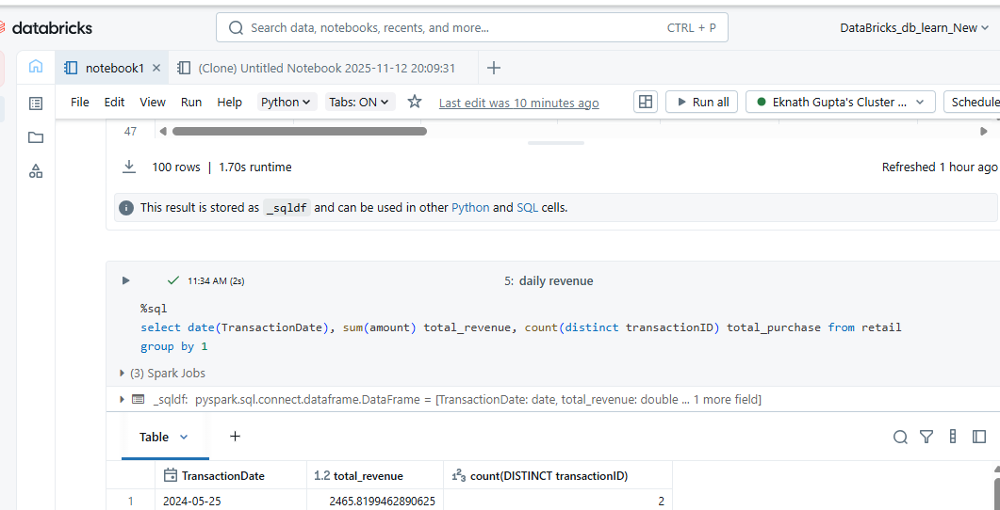 databricks
Search data, notebooks, recents, and more...
CTRL + P
DataBricks_db_learn_New
notebook1
(Clone) Untitled Notebook 2025-11-12 20:09:31
File Edit View Run Help Python Tabs: ON Last edit was 10 minutes ago Run all Eknath Gupta's Cluster ... Schedule
47
100 rows | 1.70s runtime
Refreshed 1 hour ago
This result is stored as _sqldf and can be used in other Python and SQL cells.
11:34 AM (2s)
5: daily revenue
%sql
select date(TransactionDate), sum(amount) total_revenue, count(distinct transactionID) total_purchase from retail
group by 1
(3) Spark Jobs
_sqldf: pyspark.sql.connect.dataframe.DataFrame = [TransactionDate: date, total_revenue: double ... 1 more field]
Table
TransactionDate 1.2 total_revenue 123 count(DISTINCT transactionID)
1 2024-05-25 2465.8199462890625 2